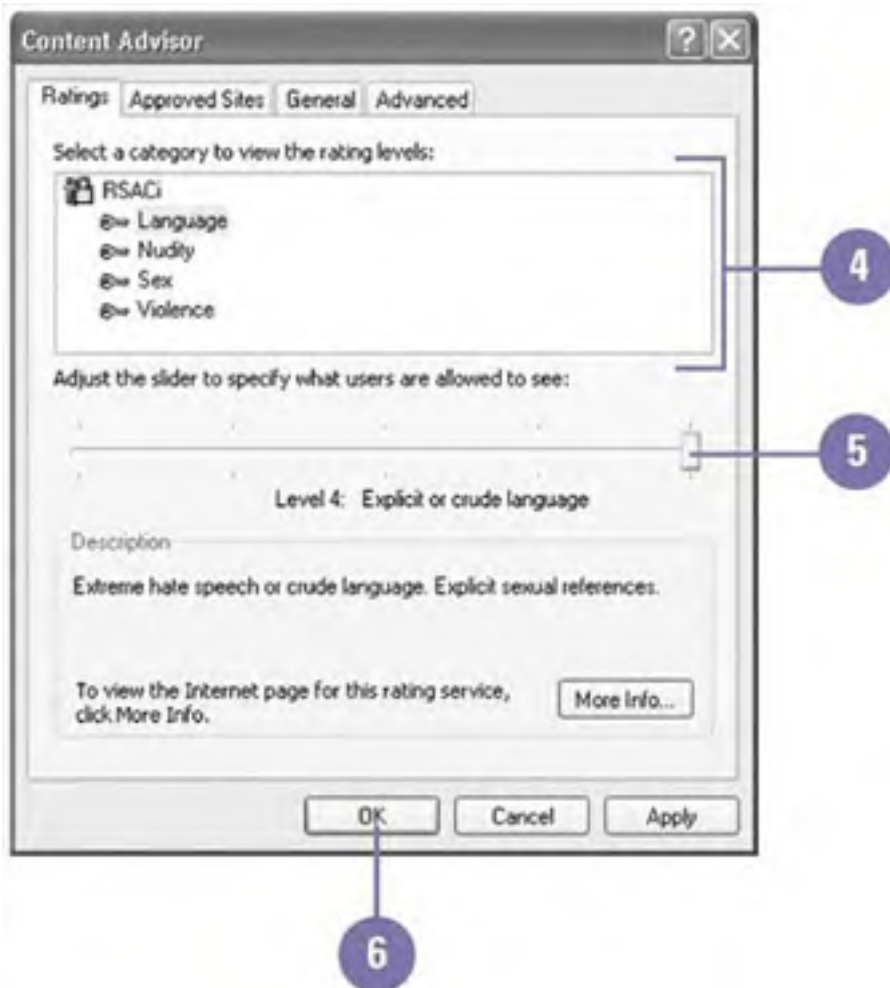 Content Advisor
Ratings Approved Sites General Advanced
Select a category to view the rating levels:
RSACi
Language
Nudity
Sex
Violence
4
Adjust the slider to specify what users are allowed to see:
5
Level 4: Explicit or crude language
Description
Extreme hate speech or crude language. Explicit sexual references.
To view the Internet page for this rating service,
click More Info.
More Info...
OK Cancel Apply
6